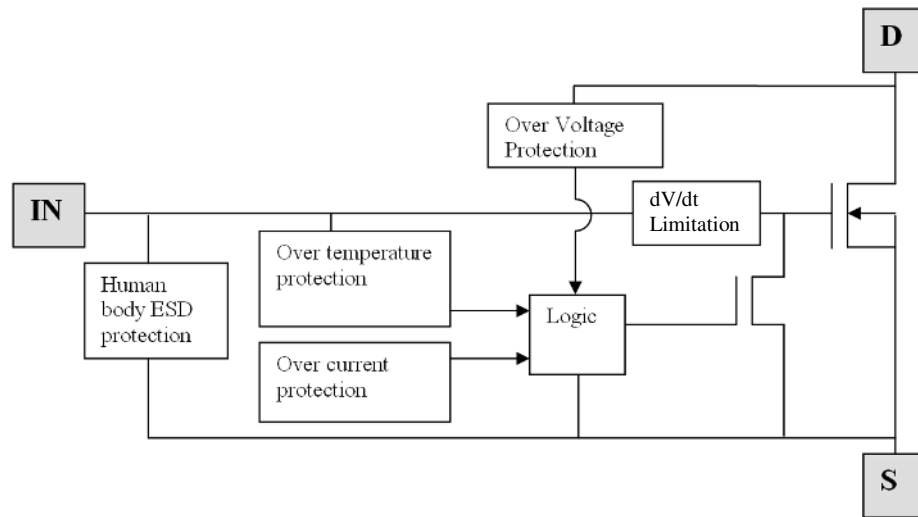 D
Over Voltage
Protection
IN
dV/dt
Limitation
Over temperature
protection
Human
body ESD
protection
Logic
Over current
protection
S